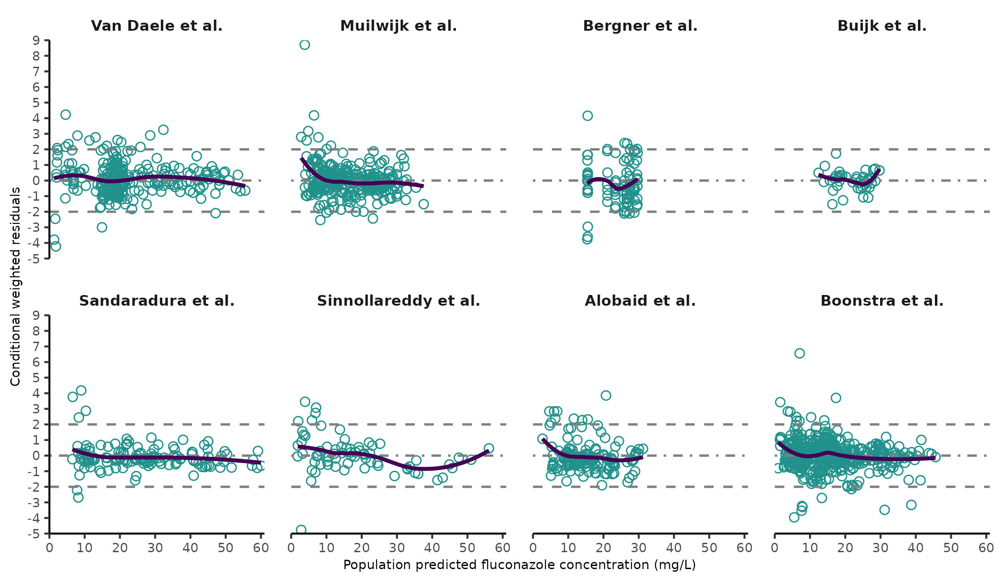 Van Daele et al.
Muilwijk et al.
Bergner et al.
Buijk et al.
9
8
7
6
5
4
3
2
1
0
-1
-2
-3
-4
-5
Conditional weighted residuals
Sandaradura et al.
Sinnollareddy et al.
Alobaid et al.
Boonstra et al.
9
8
7
6
5
4
3
2
1
0
-1
-2
-3
-4
-5
0 10 20 30 40 50 60
0 10 20 30 40 50 60
0 10 20 30 40 50 60
0 10 20 30 40 50 60
Population predicted fluconazole concentration (mg/L)